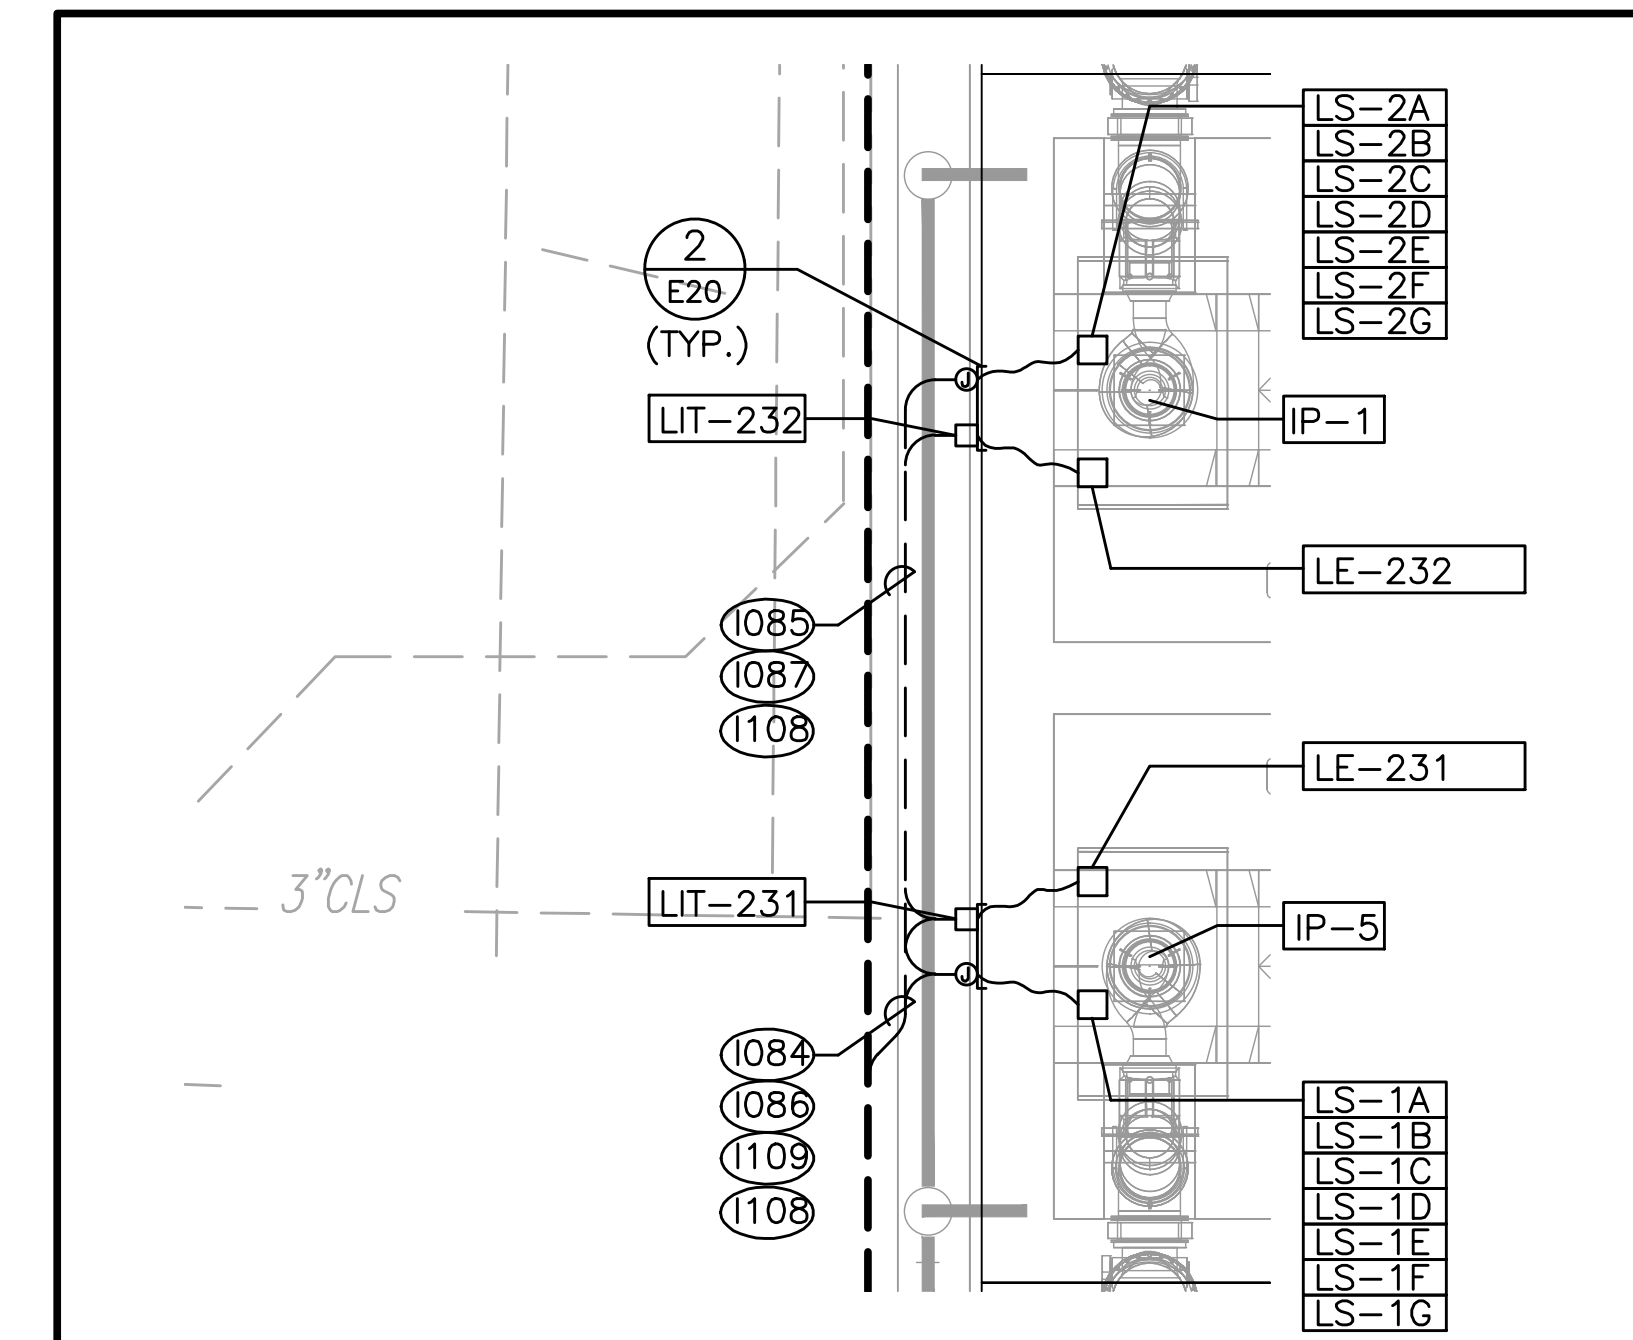 LS-2A
LS-2B
LS-2C
LS-2D
LS-2E
LS-2F
LS-2G
2
E20
(TYP.)
J
LIT-232
IP-1
LE-232
I085
I087
I108
LE-231
3"CLS
LIT-231
IP-5
J
I084
I086
I109
I108
LS-1A
LS-1B
LS-1C
LS-1D
LS-1E
LS-1F
LS-1G